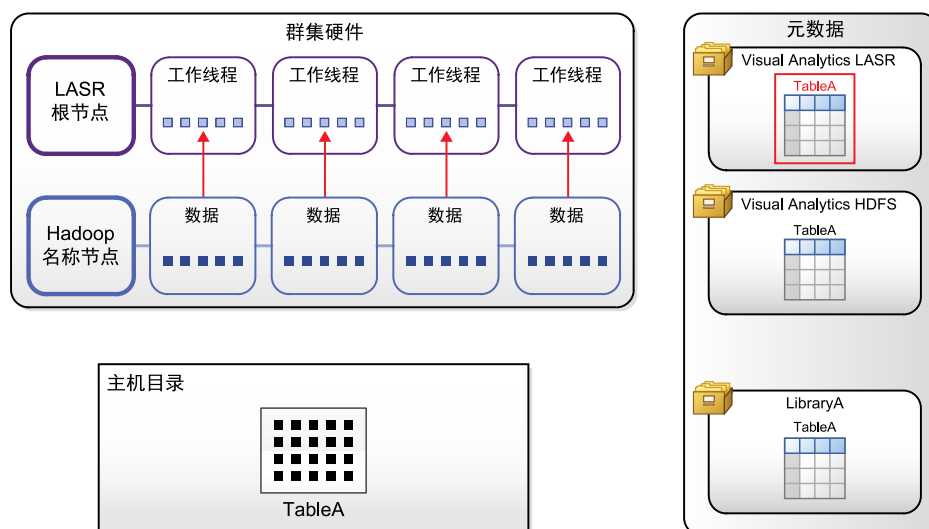 群集硬件
LASR
根节点
工作线程
工作线程
工作线程
工作线程
Hadoop
名称节点
数据
数据
数据
数据
主机目录
TableA
元数据
Visual Analytics LASR
TableA
Visual Analytics HDFS
TableA
LibraryA
TableA